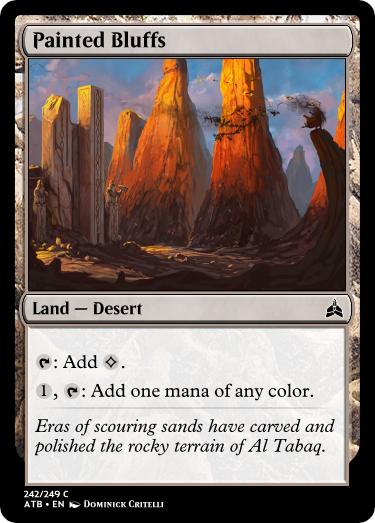 Painted Bluffs
Land — Desert
: Add .
1, : Add one mana of any color.
Eras of scouring sands have carved and
polished the rocky terrain of Al Tabaq.
242/249 C
ATB • EN Dominick Critelli